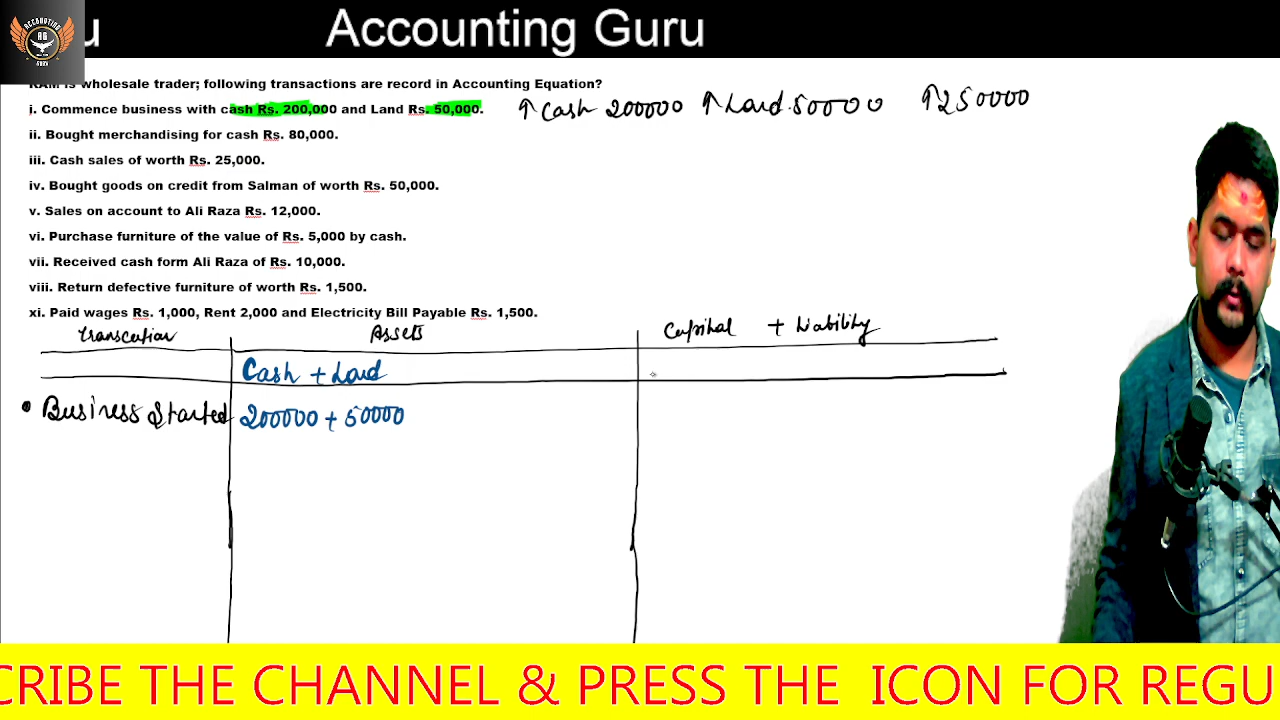 Accounting Guru
ACCOUNTING
AG
GURU
u
RAM is wholesale trader; following transactions are record in Accounting Equation?
i. Commence business with cash Rs. 200,000 and Land Rs. 50,000. ↑ Cash 200000 ↑ Land 50000 ↑ 250000
ii. Bought merchandising for cash Rs. 80,000.
iii. Cash sales of worth Rs. 25,000.
iv. Bought goods on credit from Salman of worth Rs. 50,000.
v. Sales on account to Ali Raza Rs. 12,000.
vi. Purchase furniture of the value of Rs. 5,000 by cash.
vii. Received cash form Ali Raza of Rs. 10,000.
viii. Return defective furniture of worth Rs. 1,500.
xi. Paid wages Rs. 1,000, Rent 2,000 and Electricity Bill Payable Rs. 1,500.
Transcation Assets Capital + Liability
Cash + Land
• Business Started 200000 + 50000
CRIBE THE CHANNEL & PRESS THE ICON FOR REGU